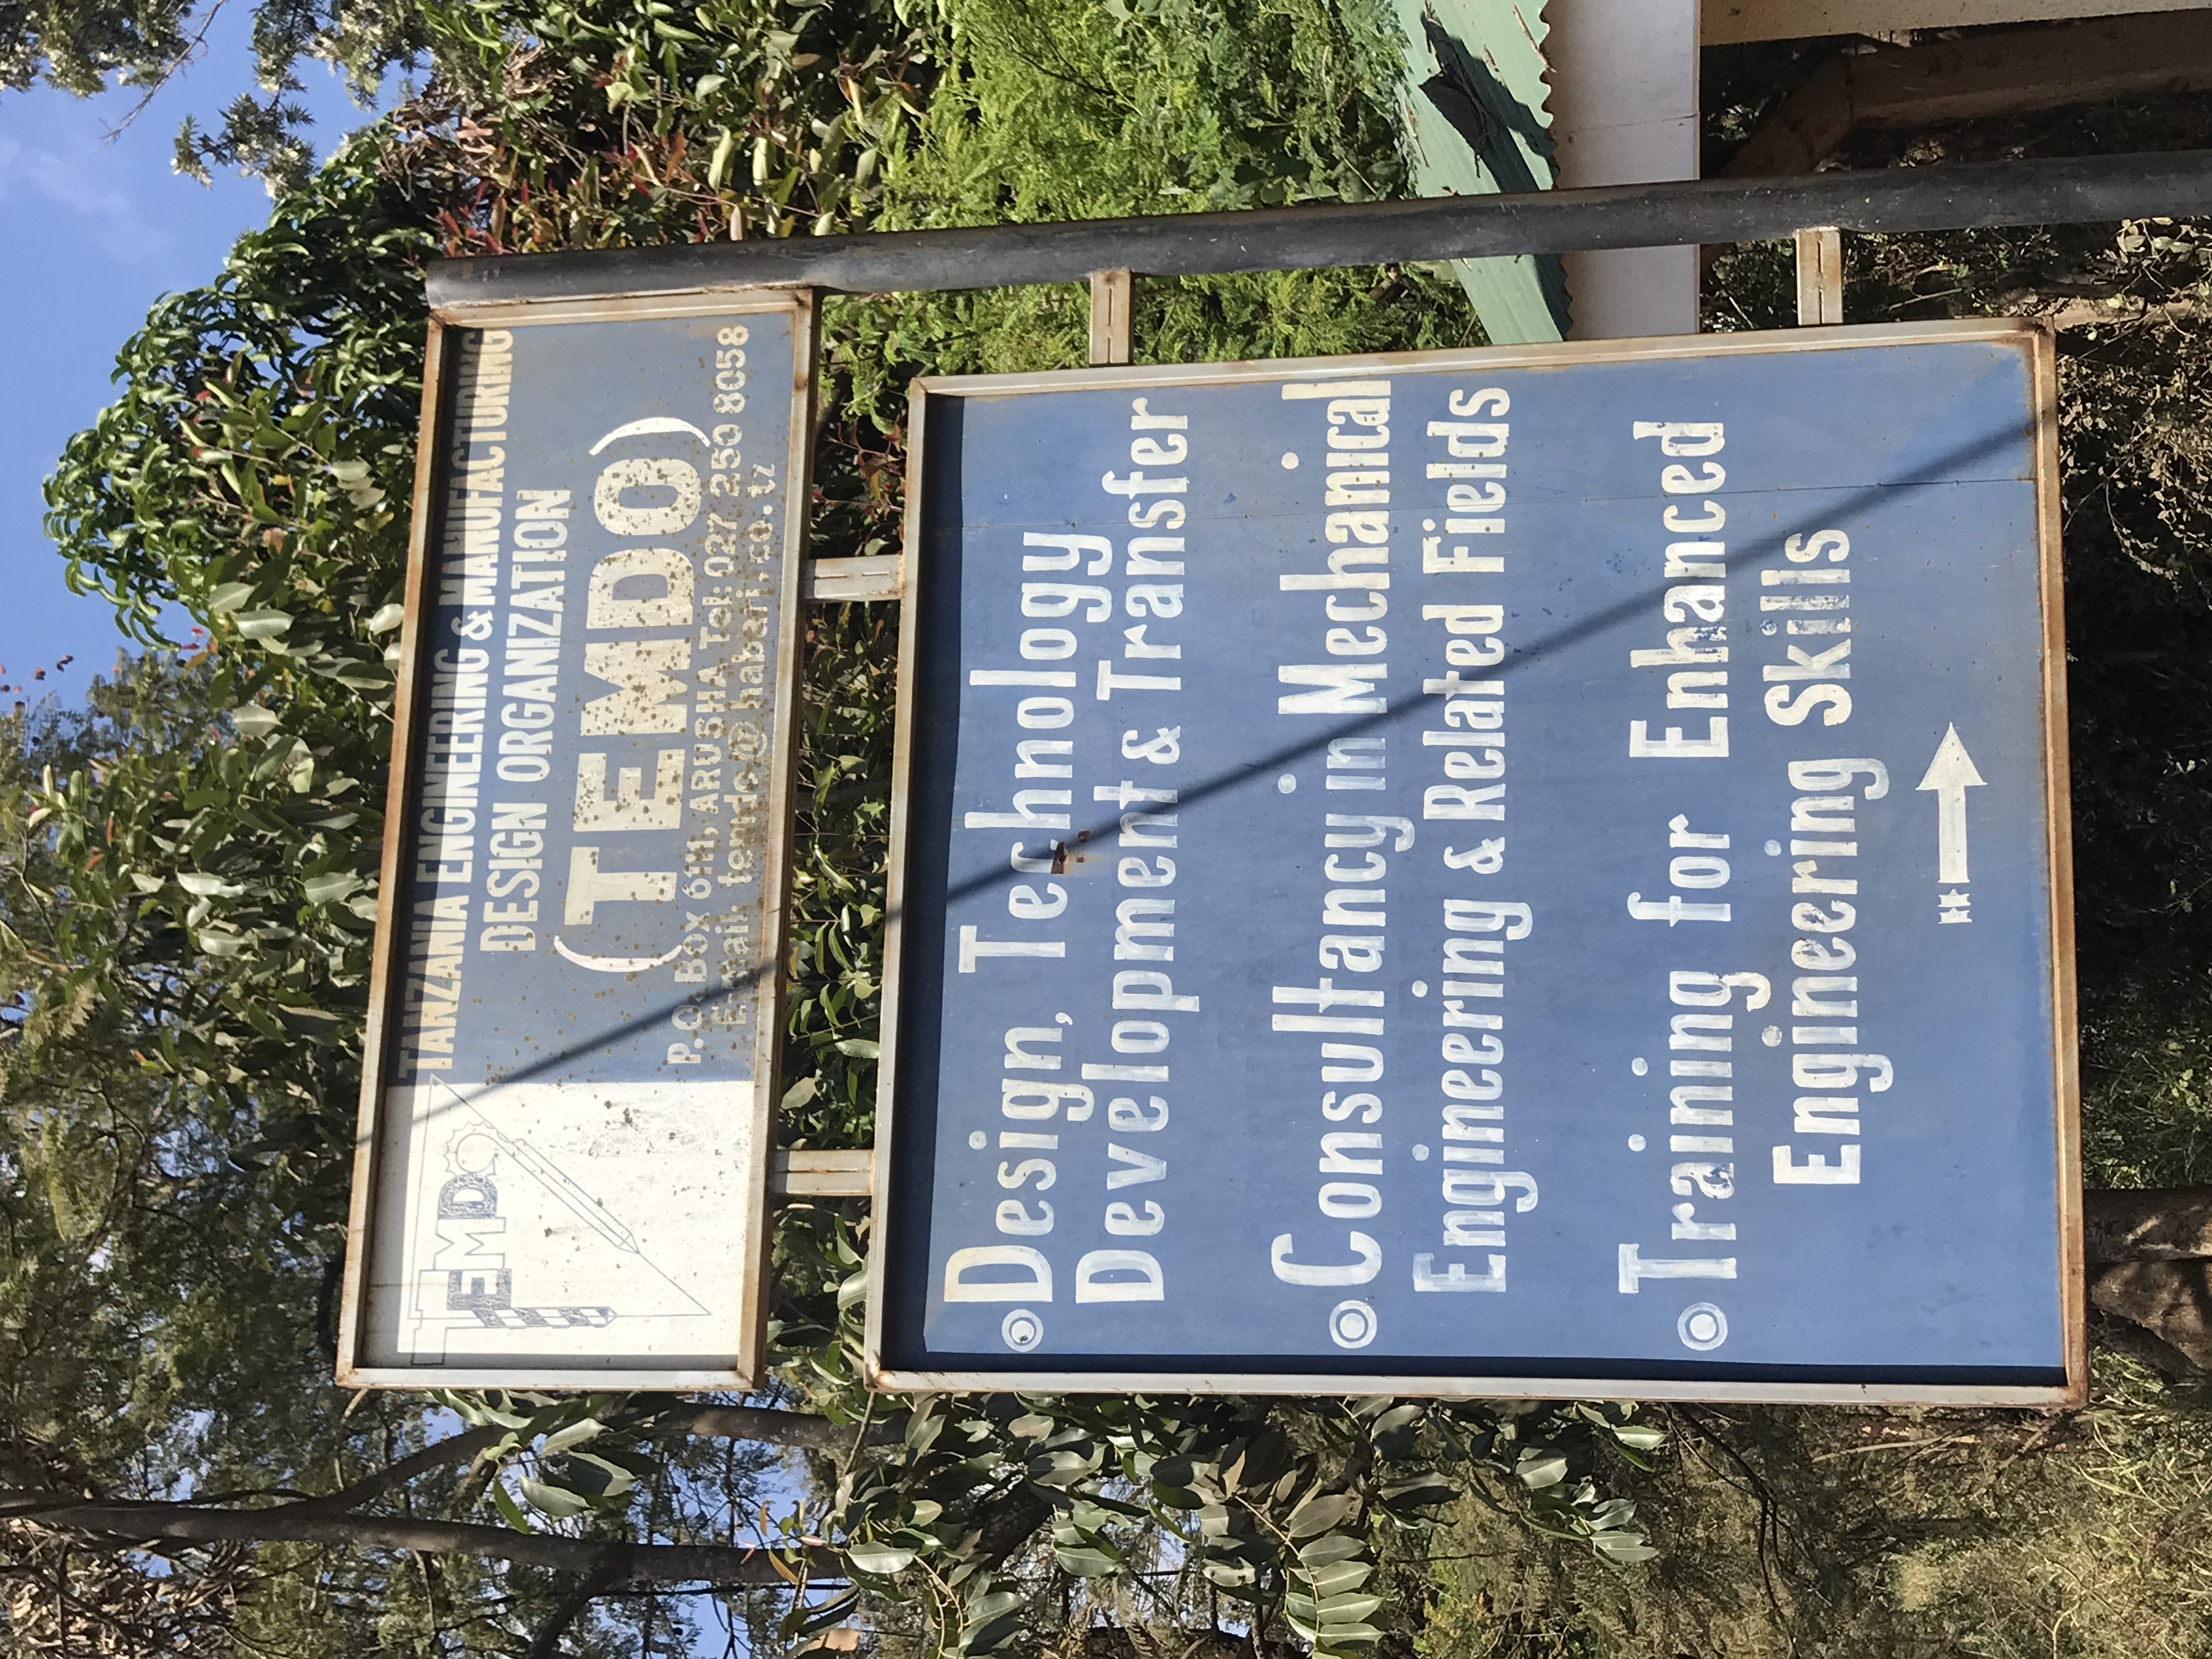 TEMDO
TANZANIA ENGINEERING & MANUFACTURING
DESIGN ORGANIZATION
(TEMDO)
P.O. Box 6111, ARUSHA Tel: 027 250 8058
E-mail: temdo@habari.co.tz
Design, Technology
Development & Transfer
Consultancy in Mechanical
Engineering & Related Fields
Training for Enhanced
Engineering Skills